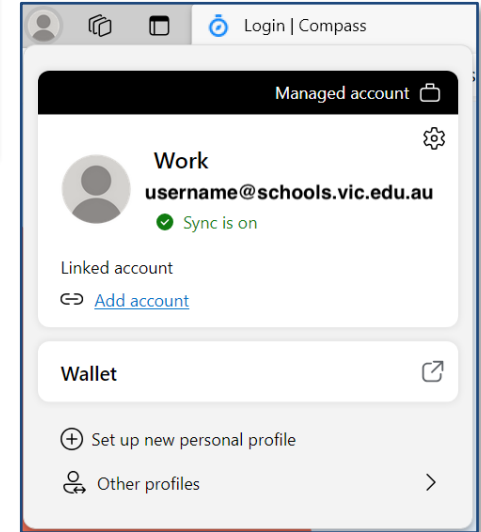 Login | Compass
Managed account
Work
username@schools.vic.edu.au
Sync is on
Linked account
Add account
Wallet
Set up new personal profile
Other profiles